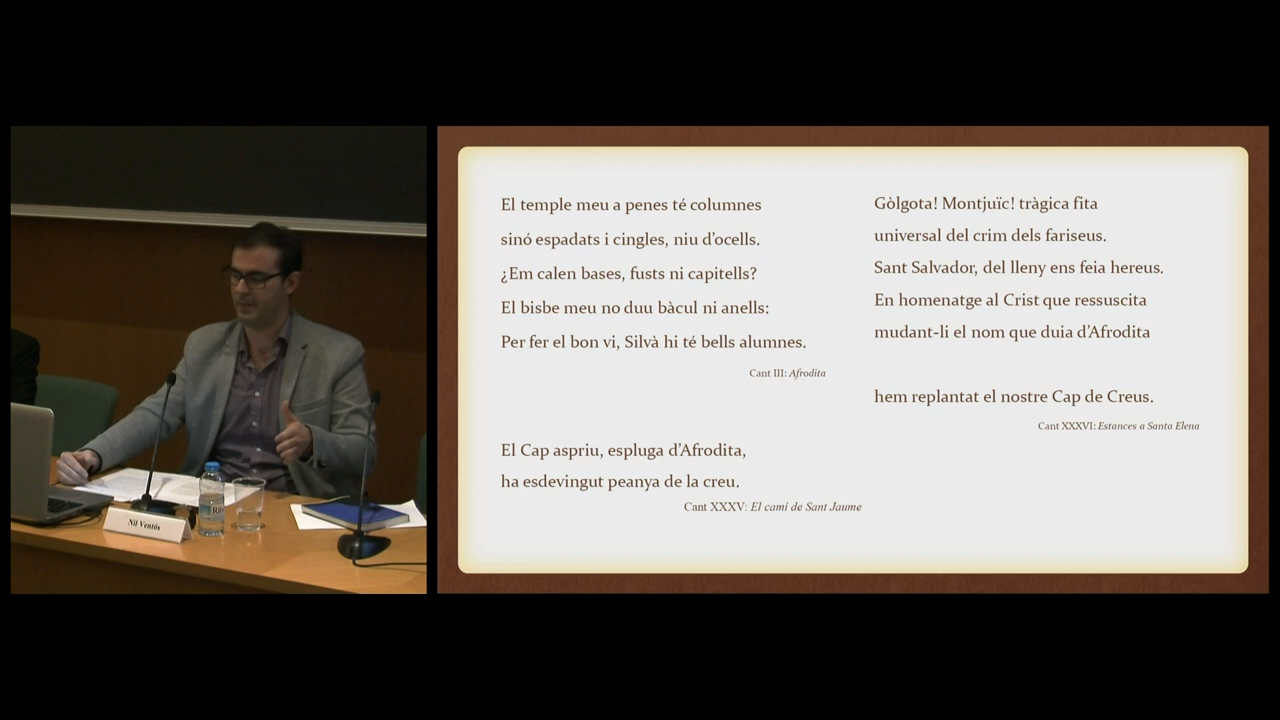 El temple meu a penes té columnes
sinó espadats i cingles, niu d'ocells.
¿Em calen bases, fusts ni capitells?
El bisbe meu no duu bàcul ni anells:
Per fer el bon vi, Silvà hi té bells alumnes.
Cant III: Afrodita
El Cap aspriu, espluga d'Afrodita,
ha esdevingut peanya de la creu.
Cant XXXV: El camí de Sant Jaume
Gòlgota! Montjuïc! tràgica fita
universal del crim dels fariseus.
Sant Salvador, del lleny ens feia hereus.
En homenatge al Crist que ressuscita
mudant-li el nom que duia d'Afrodita
hem replantat el nostre Cap de Creus.
Cant XXXVI: Estances a Santa Elena
Nil Ventós